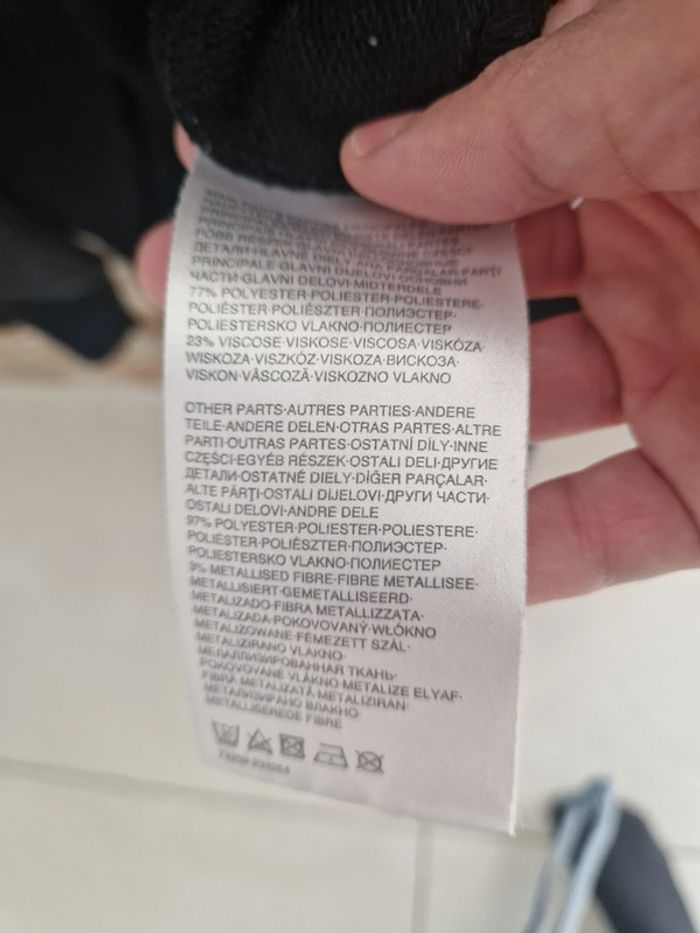 PRINCIPALE·GLAVNI DIJELOVI·ОСНОВНИ
ЧАСТИ·GLAVNI DELOVI·MIDTERDELE
77% POLYESTER·POLIESTER·POLIESTERE·
POLIÉSTER·POLIÉSZTER·ПОЛИЭСТЕР·
POLIESTERSKO VLAKNO·ПОЛИЕСТЕР
23% VISCOSE·VISKOSE·VISCOSA·VISKÓZA·
WISKOZA·VISZKÓZ·VISKOZA·ВИСКОЗА·
VISKON·VÂSCOZĂ·VISKOZNO VLAKNO
OTHER PARTS·AUTRES PARTIES·ANDERE
TEILE·ANDERE DELEN·OTRAS PARTES·ALTRE
PARTI·OUTRAS PARTES·OSTATNÍ DÍLY·INNE
CZĘŚCI·EGYÉB RÉSZEK·OSTALI DELI·ДРУГИЕ
ДЕТАЛИ·OSTATNÉ DIELY·DİĞER PARÇALAR·
ALTE PĂRŢI·OSTALI DIJELOVI·ДРУГИ ЧАСТИ·
OSTALI DELOVI·ANDRE DELE
97% POLYESTER·POLIESTER·POLIESTERE·
POLIÉSTER·POLIÉSZTER·ПОЛИЭСТЕР·
POLIESTERSKO VLAKNO·ПОЛИЕСТЕР
METALLISED FIBRE·FIBRE METALLISEE·
METALLISIERT·GEMETALLISEERD·
METALIZADO·FIBRA METALLIZZATA·
METALIZADA·POKOVOVANÝ·WŁÓKNO
METALIZOWANE·FÉMEZETT SZÁL·
METALIZIRANO VLAKNO·
МЕТАЛЛИЗИРОВАННАЯ ТКАНЬ·
POKOVOVANÉ VLÁKNO·METALIZE ELYAF·
FIBRĂ METALIZATĂ·METALIZIRAN·
МЕТАЛИЗИРАНО ВЛАКНО·
METALLISEREDE FIBRE